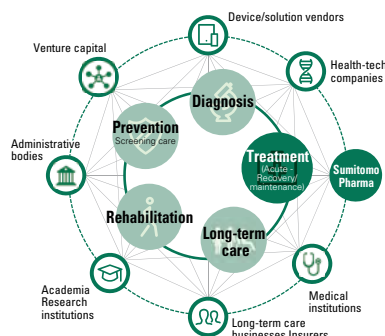 Device/solution vendors
Venture capital
Health-tech
companies
Diagnosis
Prevention
Screening care
Administrative
bodies
Treatment
(Acute -
Recovery/
maintenance)
Sumitomo
Pharma
Rehabilitation
Long-term
care
Academia
Research
institutions
Medical
institutions
Long-term care
businesses Insurers